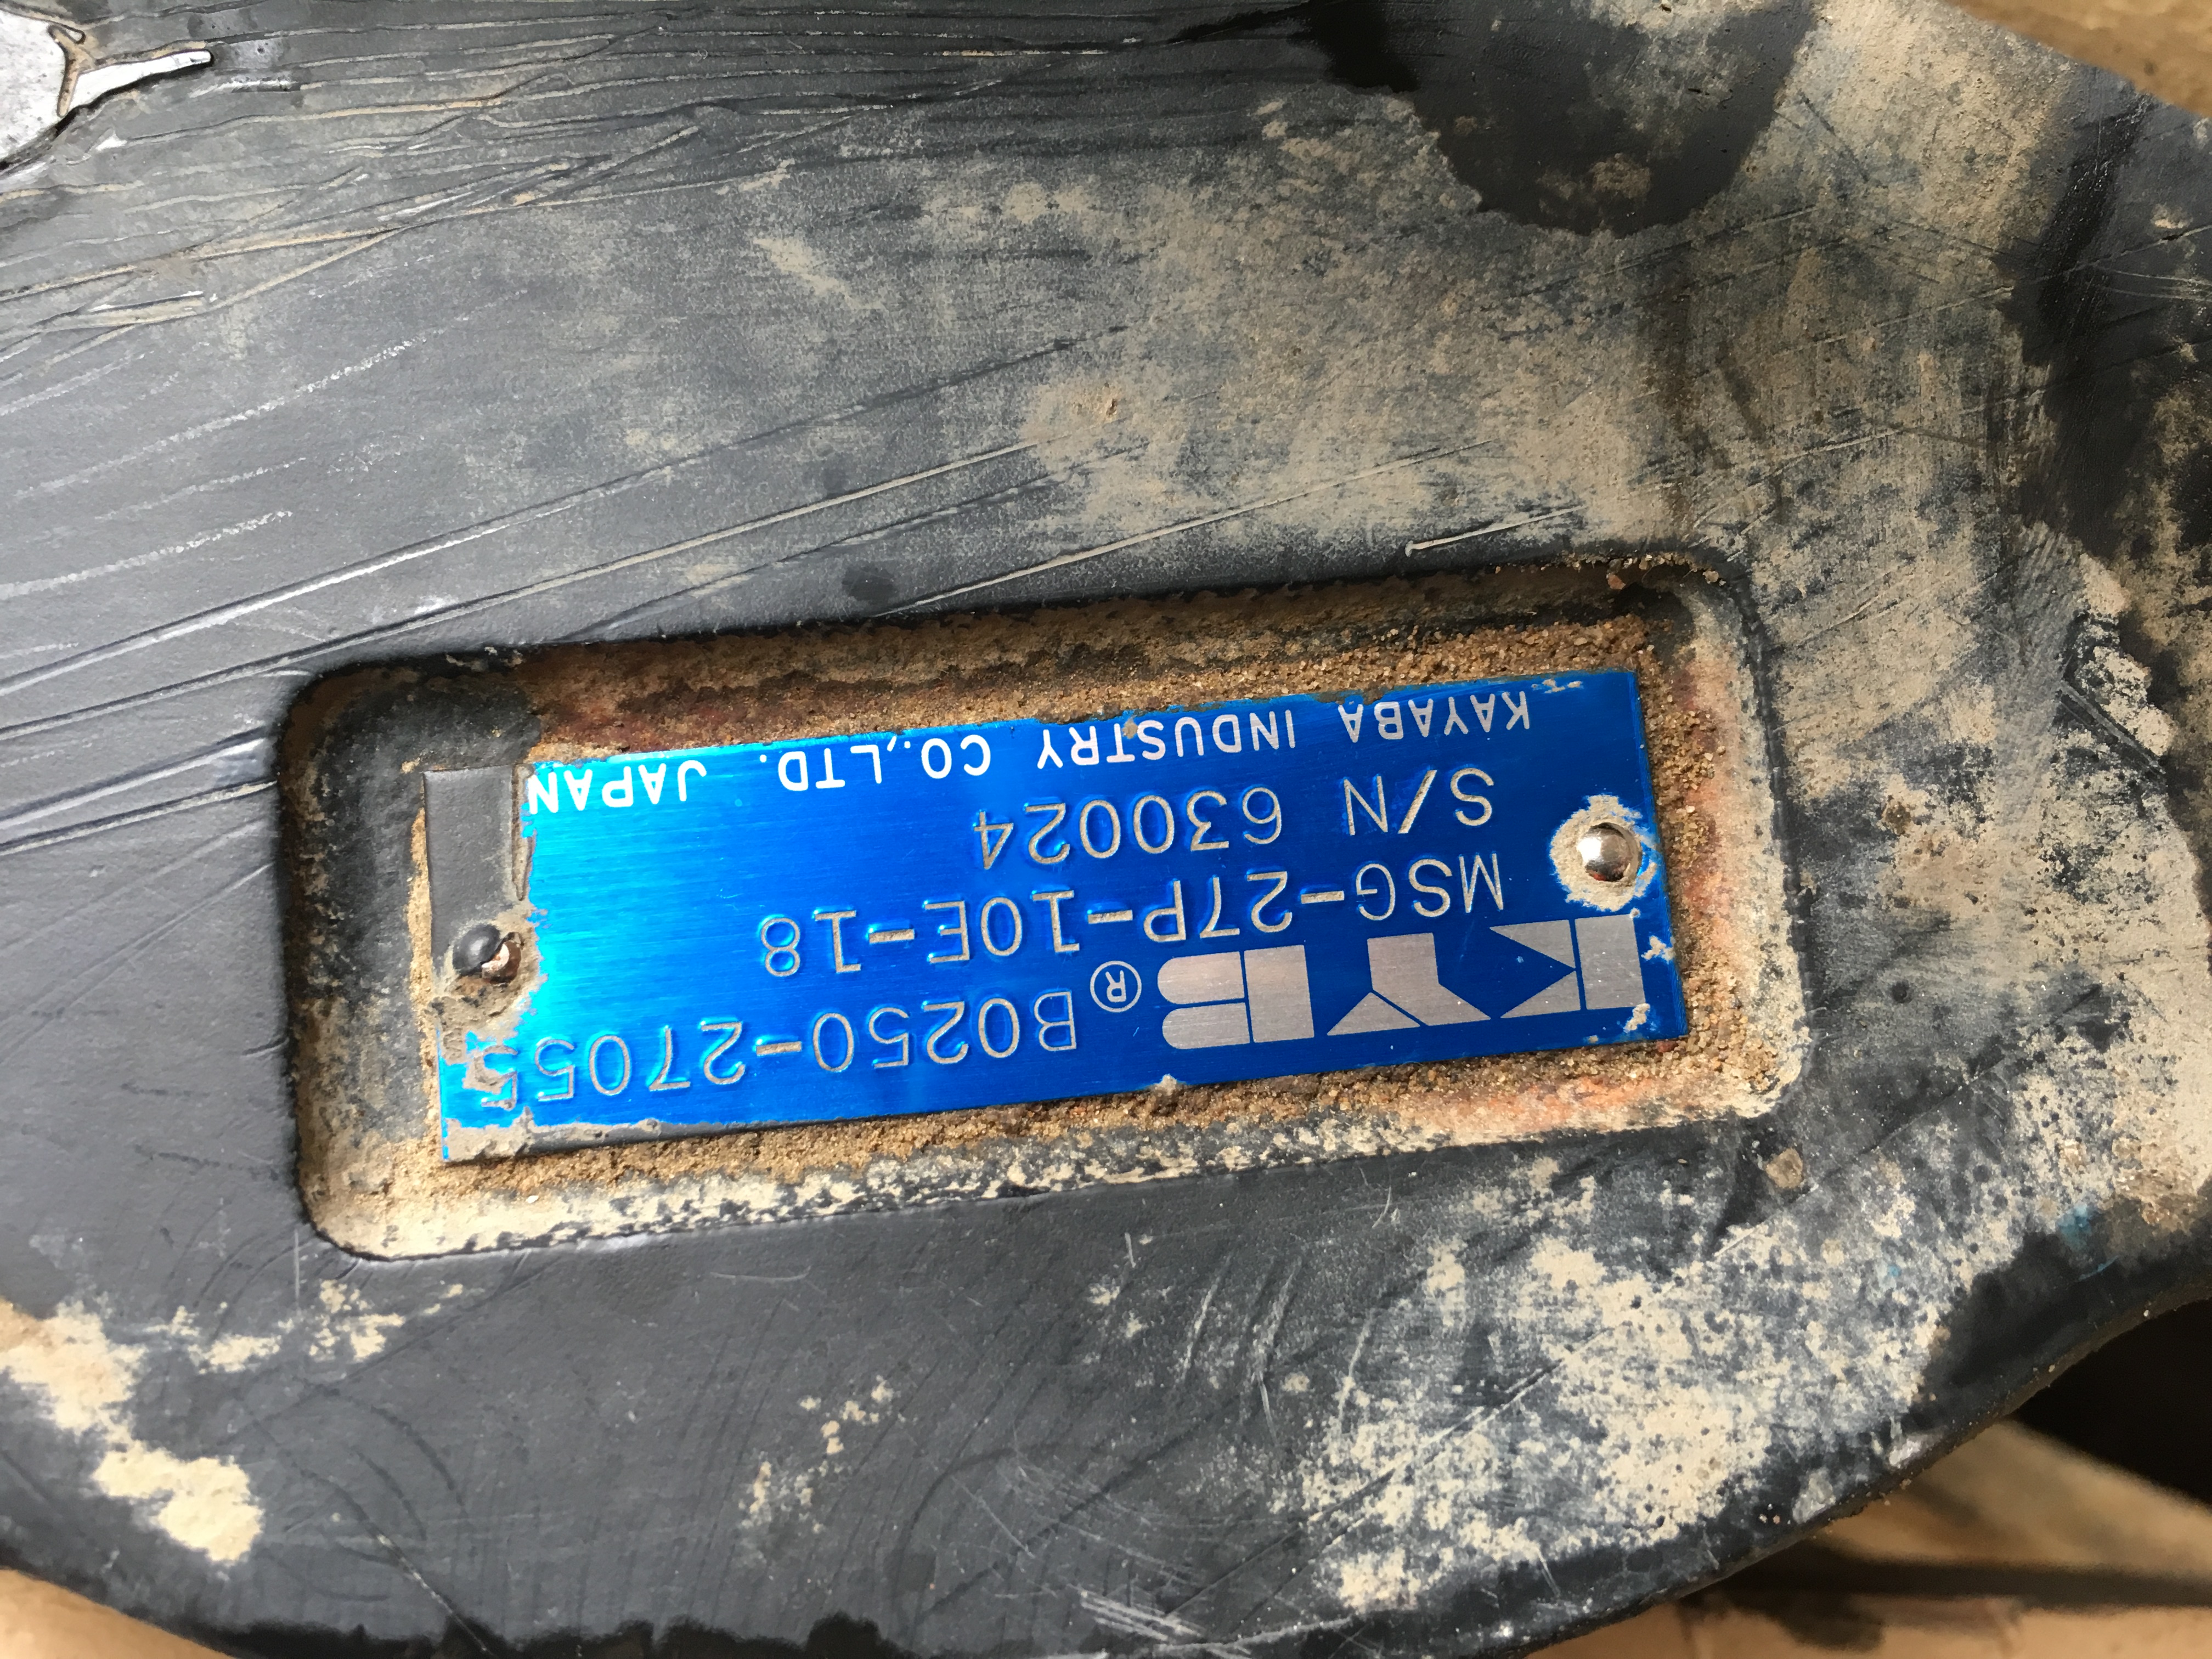 KYB® B0250-27055
MSG-27P-10E-18
S/N 630024
KAYABA INDUSTRY CO.,LTD. JAPAN